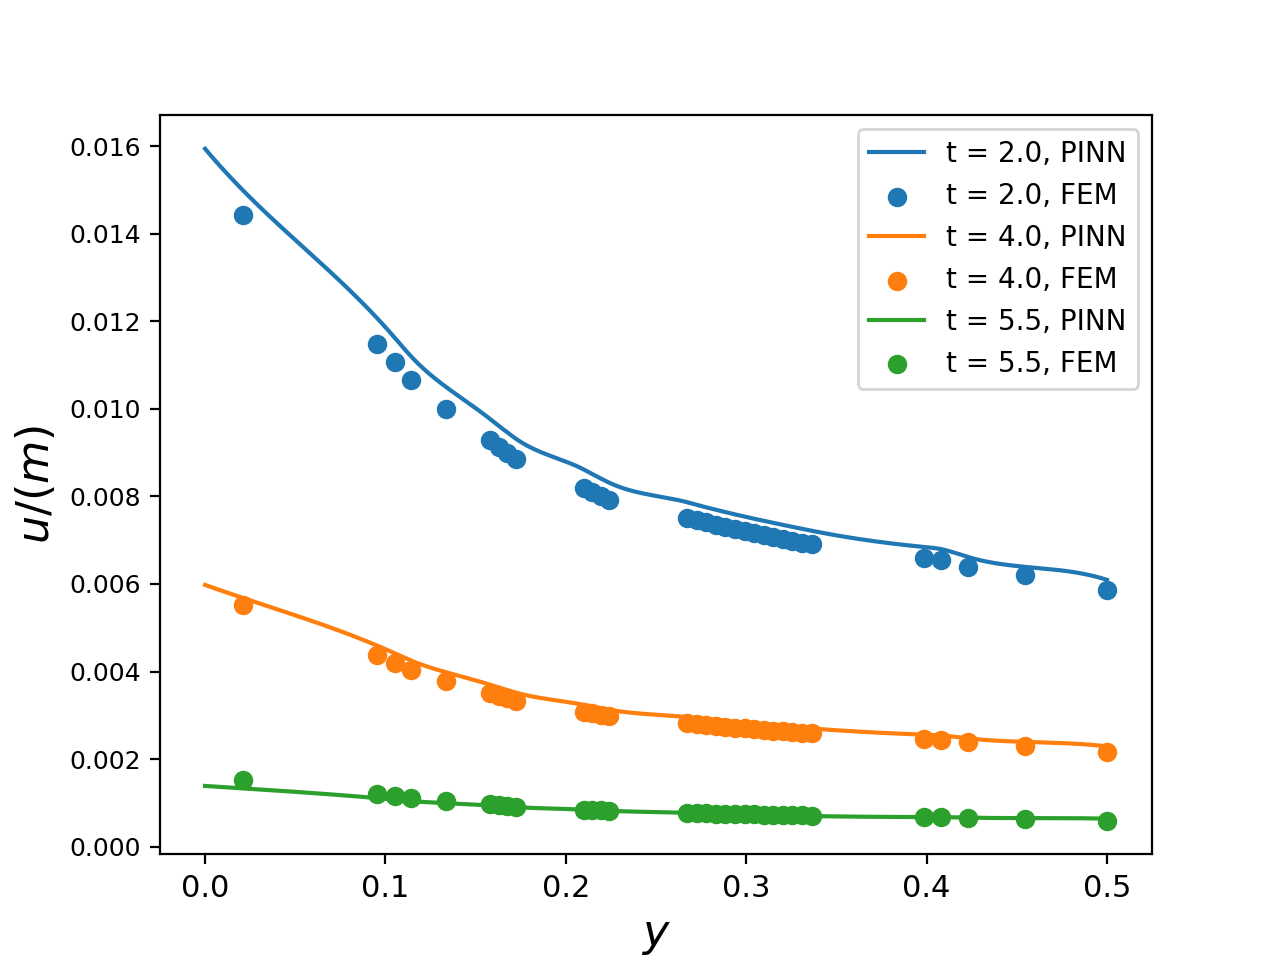 0.016
0.014
0.012
0.010
0.008
0.006
0.004
0.002
0.000
u/(m)
t = 2.0, PINN
t = 2.0, FEM
t = 4.0, PINN
t = 4.0, FEM
t = 5.5, PINN
t = 5.5, FEM
0.0 0.1 0.2 0.3 0.4 0.5
y